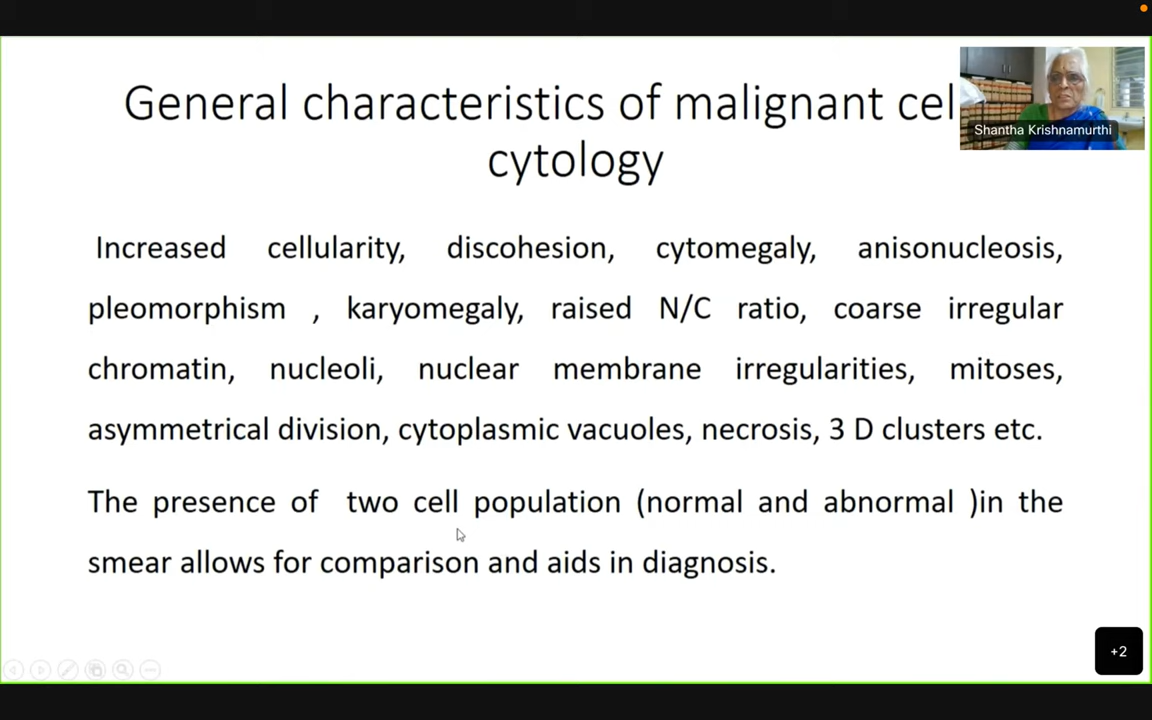 General characteristics of malignant cel
cytology
Shantha Krishnamurthi
Increased cellularity, discohesion, cytomegaly, anisonucleosis,
pleomorphism , karyomegaly, raised N/C ratio, coarse irregular
chromatin, nucleoli, nuclear membrane irregularities, mitoses,
asymmetrical division, cytoplasmic vacuoles, necrosis, 3 D clusters etc.
The presence of two cell population (normal and abnormal )in the
smear allows for comparison and aids in diagnosis.
+2